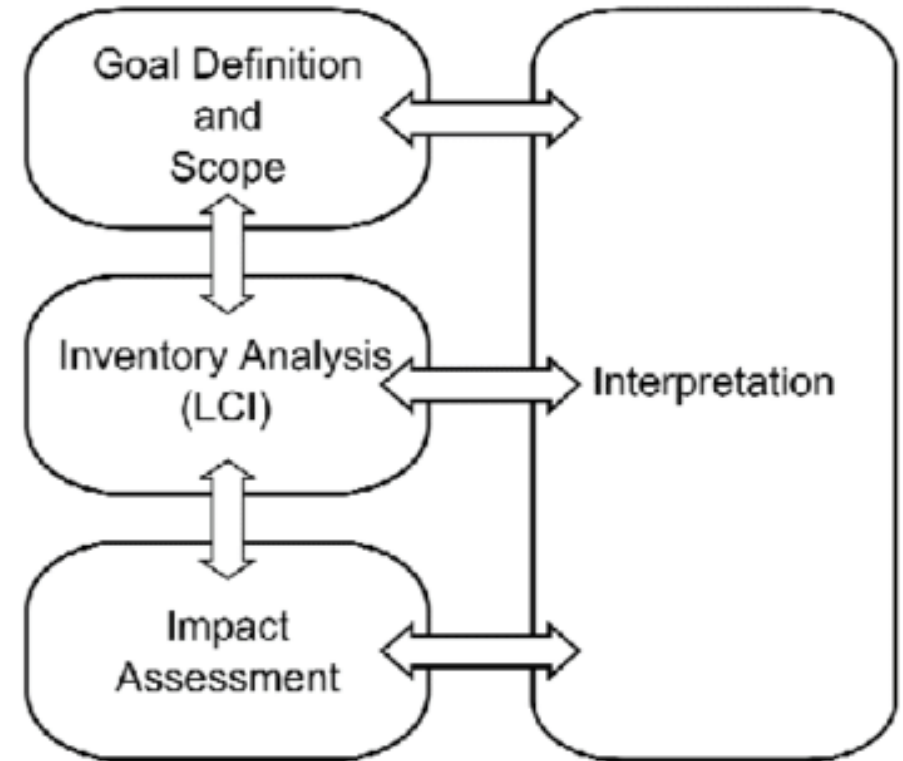 Goal Definition
and
Scope
Inventory Analysis
(LCI)
Interpretation
Impact
Assessment